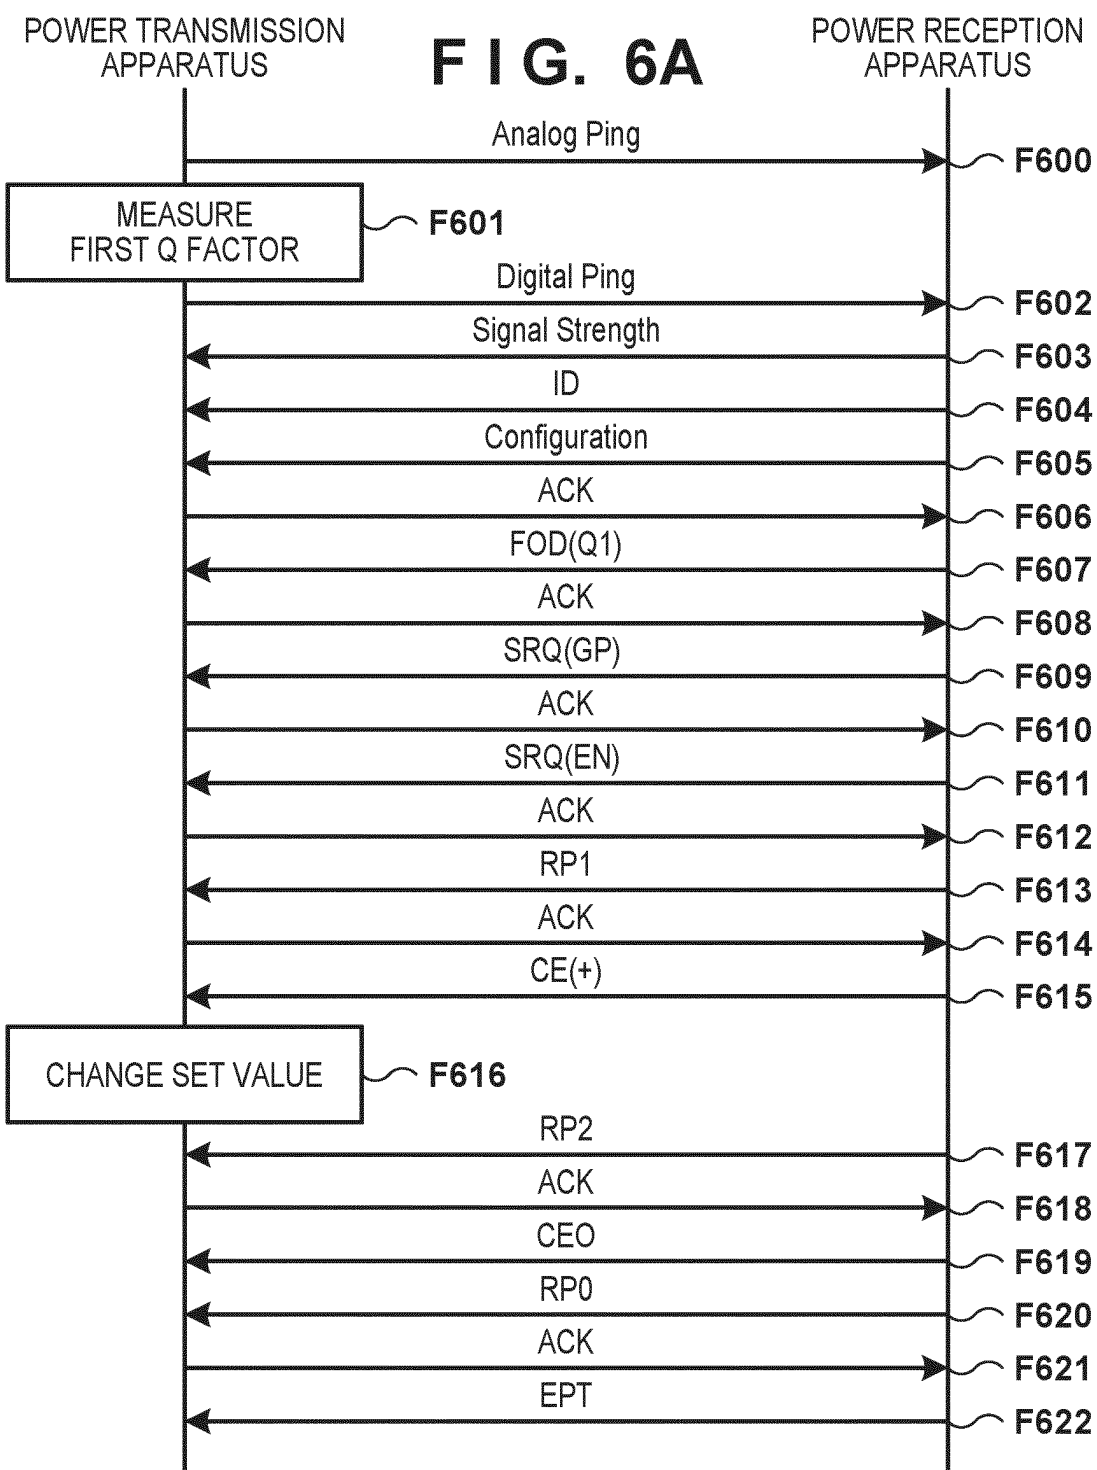 POWER TRANSMISSION
APPARATUS
FIG. 6A
POWER RECEPTION
APPARATUS
Analog Ping
F600
MEASURE
FIRST Q FACTOR
F601
Digital Ping
F602
Signal Strength
F603
ID
F604
Configuration
F605
ACK
F606
FOD(Q1)
F607
ACK
F608
SRQ(GP)
F609
ACK
F610
SRQ(EN)
F611
ACK
F612
RP1
F613
ACK
F614
CE(+)
F615
CHANGE SET VALUE
F616
RP2
F617
ACK
F618
CEO
F619
RP0
F620
ACK
F621
EPT
F622